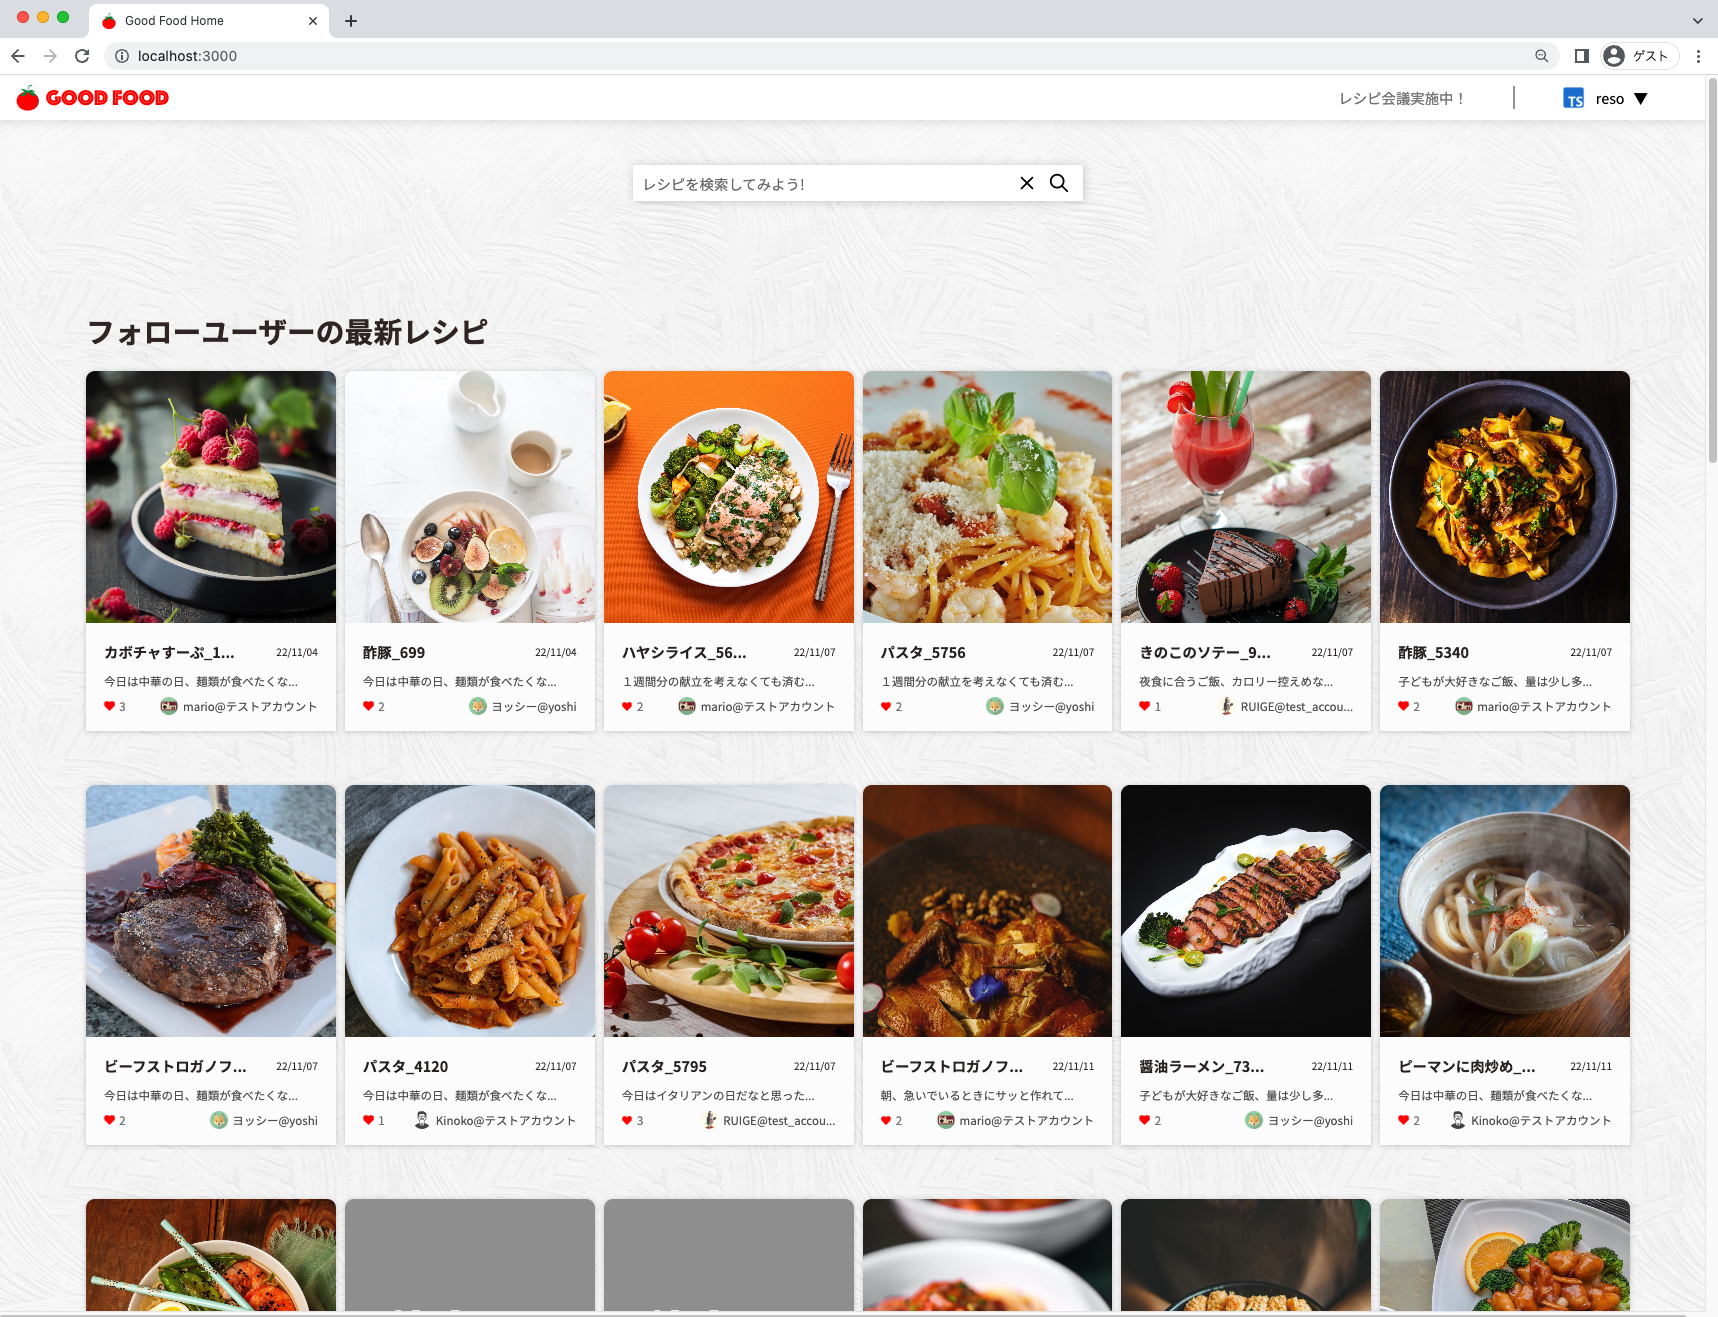 Good Food Home
localhost:3000
ゲスト
GOOD FOOD
レシピ会議実施中！
TS
reso ▼
レシピを検索してみよう!
フォローユーザーの最新レシピ
カボチャすーぷ_1... 22/11/04
今日は中華の日、麺類が食べたくな...
3 mario@テストアカウント
酢豚_699 22/11/04
今日は中華の日、麺類が食べたくな...
2 ヨッシー@yoshi
ハヤシライス_56... 22/11/07
１週間分の献立を考えなくても済む...
2 mario@テストアカウント
パスタ_5756 22/11/07
１週間分の献立を考えなくても済む...
2 ヨッシー@yoshi
きのこのソテー_9... 22/11/07
夜食に合うご飯、カロリー控えめな...
1 RUIGE@test_accou...
酢豚_5340 22/11/07
子どもが大好きなご飯、量は少し多...
2 mario@テストアカウント
ビーフストロガノフ... 22/11/07
今日は中華の日、麺類が食べたくな...
2 ヨッシー@yoshi
パスタ_4120 22/11/07
今日は中華の日、麺類が食べたくな...
1 Kinoko@テストアカウント
パスタ_5795 22/11/07
今日はイタリアンの日だなと思った...
3 RUIGE@test_accou...
ビーフストロガノフ... 22/11/11
朝、急いでいるときにサッと作れて...
2 mario@テストアカウント
醤油ラーメン_73... 22/11/11
子どもが大好きなご飯、量は少し多...
2 ヨッシー@yoshi
ピーマンに肉炒め_... 22/11/11
今日は中華の日、麺類が食べたくな...
2 Kinoko@テストアカウント